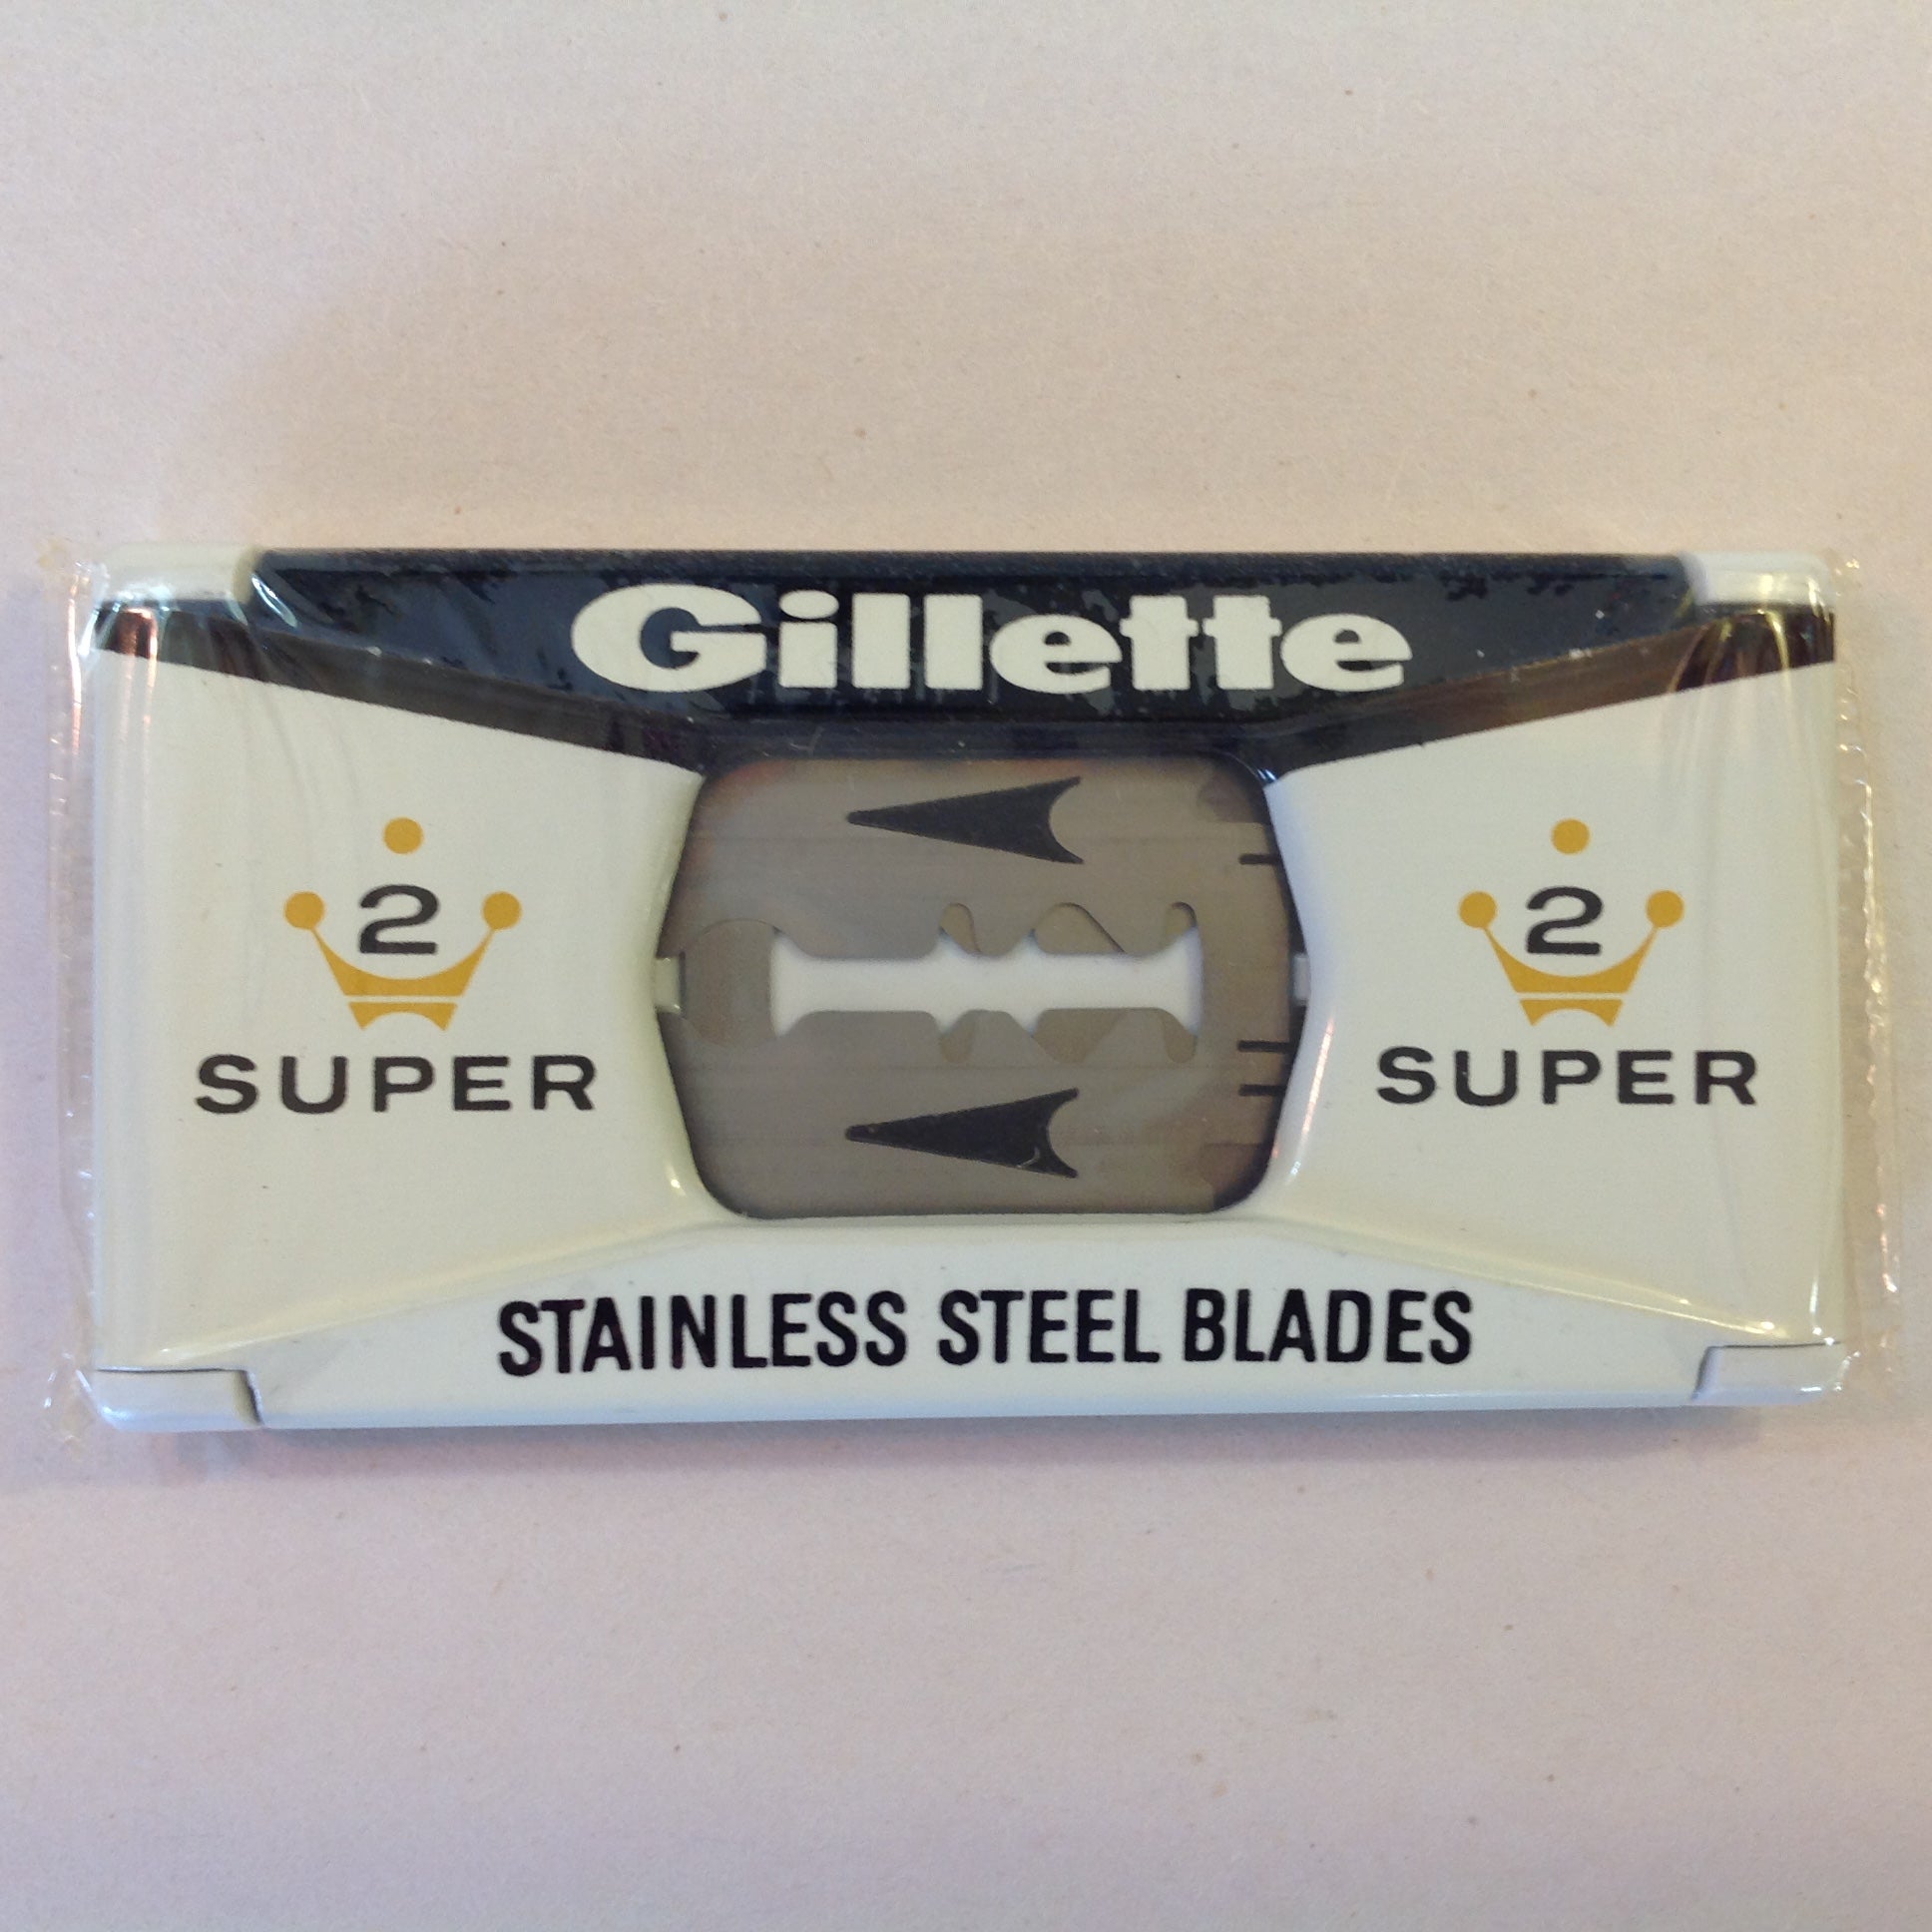 Gillette
2
SUPER
2
SUPER
STAINLESS STEEL BLADES